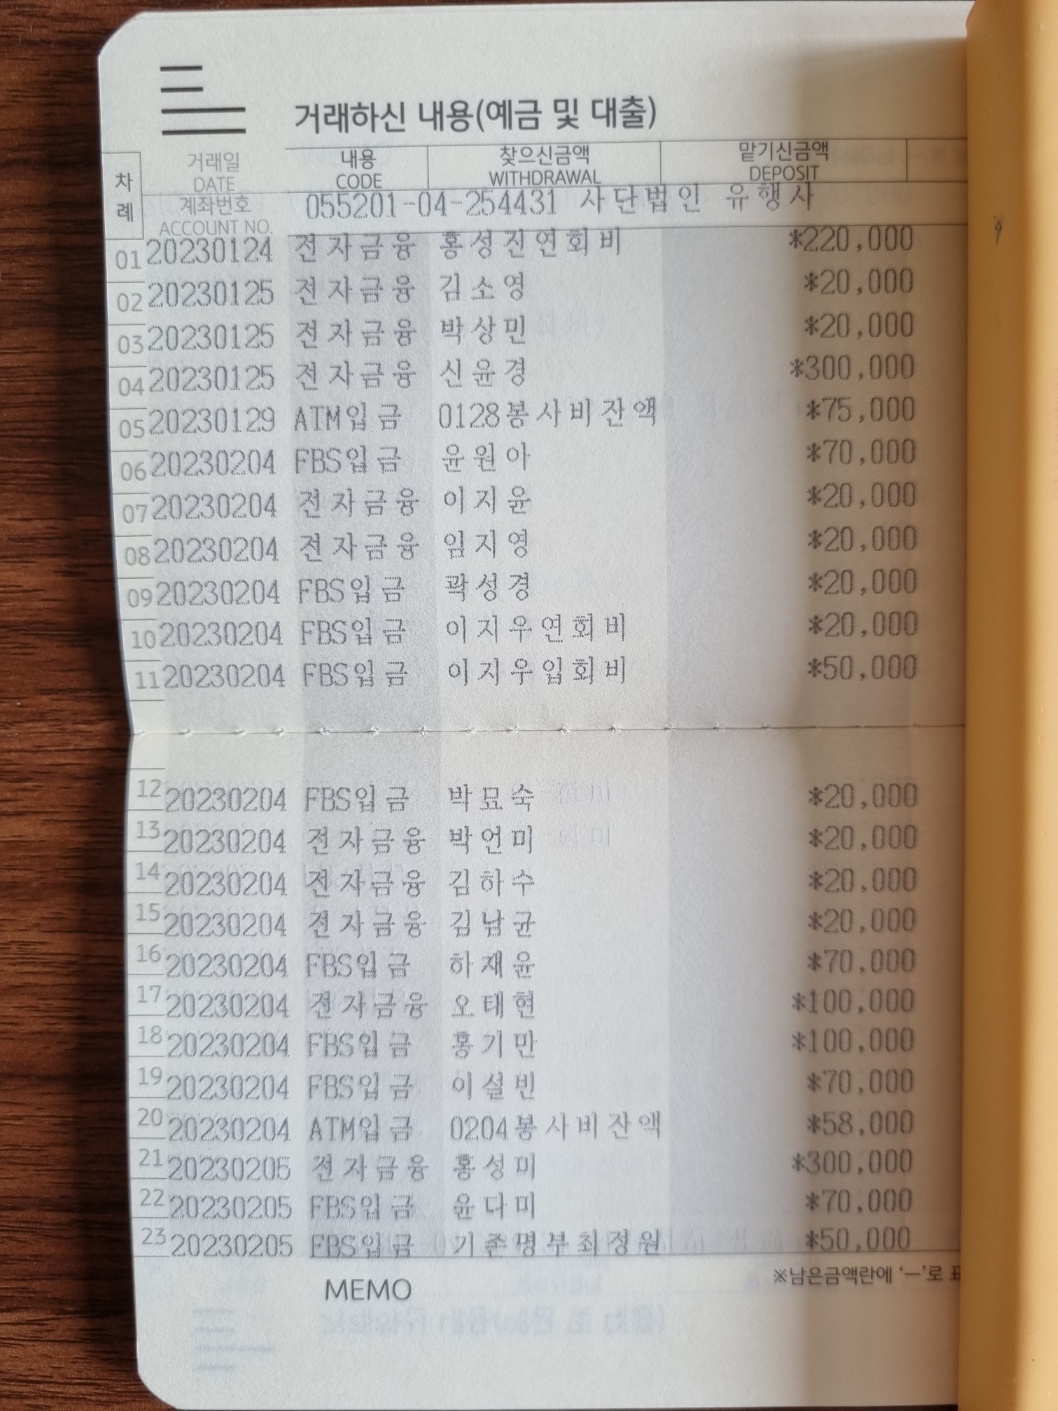 거래하신 내용(예금 및 대출)
차례 거래일 DATE 내용 CODE 찾으신금액 WITHDRAWAL 맡기신금액 DEPOSIT
계좌번호 ACCOUNT NO. 055201-04-254431 사단법인 유행사
01 20230124 전자금융 홍성진연회비 *220,000
02 20230125 전자금융 김소영 *20,000
03 20230125 전자금융 박상민 *20,000
04 20230125 전자금융 신윤경 *300,000
05 20230129 ATM입금 0128봉사비잔액 *75,000
06 20230204 FBS입금 윤원아 *70,000
07 20230204 전자금융 이지윤 *20,000
08 20230204 전자금융 임지영 *20,000
09 20230204 FBS입금 곽성경 *20,000
10 20230204 FBS입금 이지우연회비 *20,000
11 20230204 FBS입금 이지우입회비 *50,000
12 20230204 FBS입금 박묘숙 *20,000
13 20230204 전자금융 박언미 *20,000
14 20230204 전자금융 김하수 *20,000
15 20230204 전자금융 김남균 *20,000
16 20230204 FBS입금 하재윤 *70,000
17 20230204 전자금융 오태현 *100,000
18 20230204 FBS입금 홍기만 *100,000
19 20230204 FBS입금 이설빈 *70,000
20 20230204 ATM입금 0204봉사비잔액 *58,000
21 20230205 전자금융 홍성미 *300,000
22 20230205 FBS입금 윤다미 *70,000
23 20230205 FBS입금 기존명부최정원 *50,000
MEMO ※남은금액란에 ‘―’로